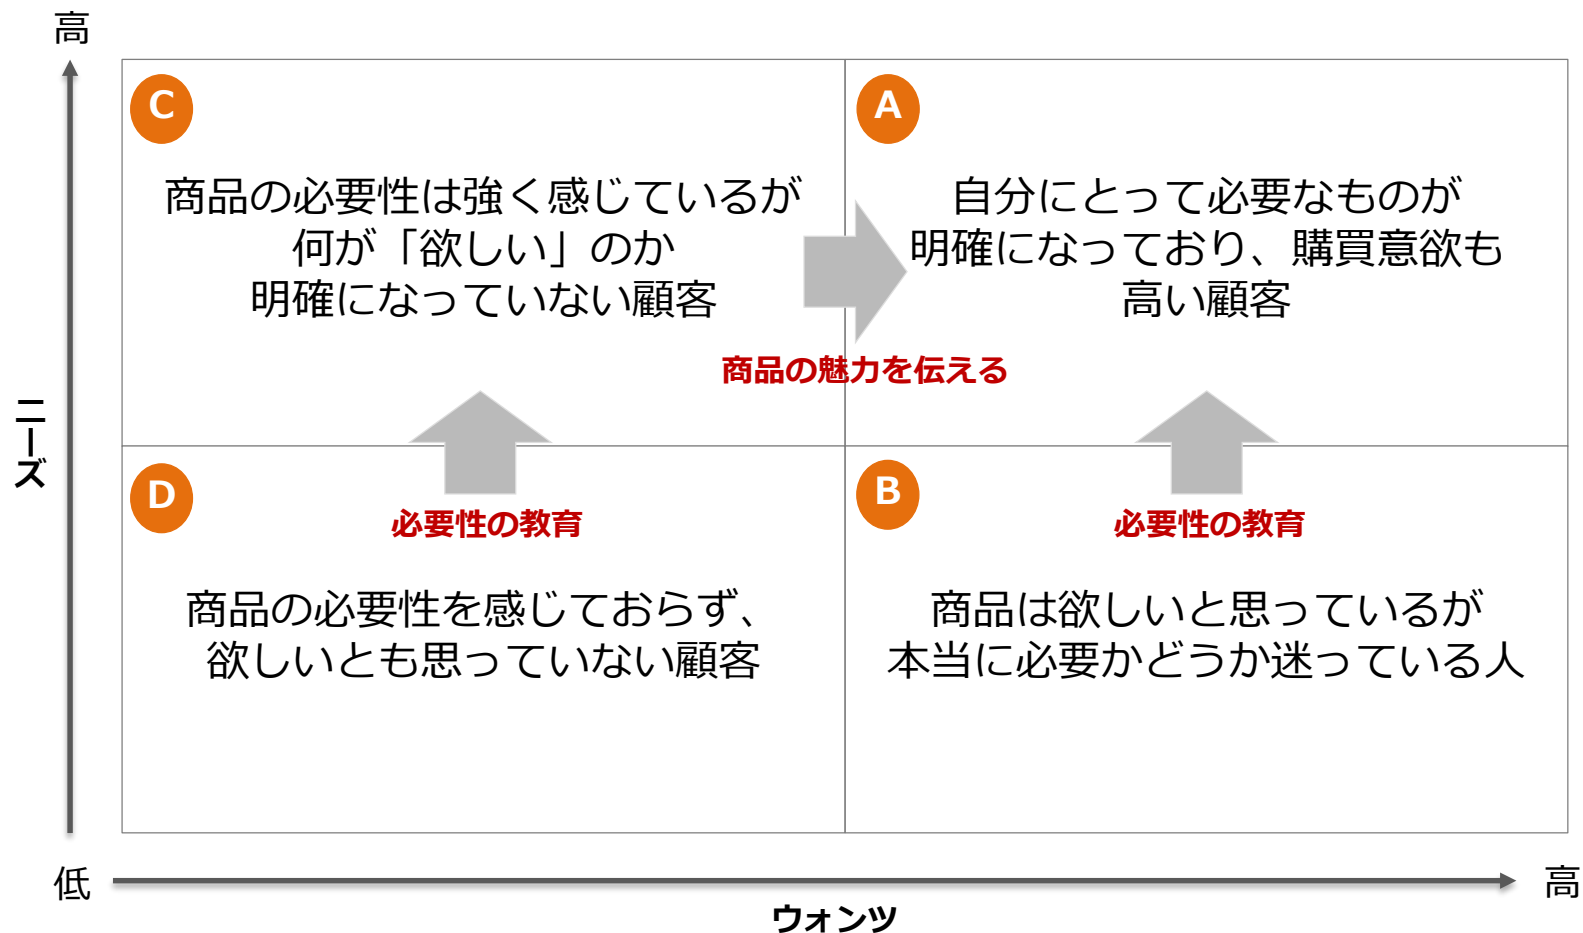 高
C
商品の必要性は強く感じているが
何が「欲しい」のか
明確になっていない顧客
A
自分にとって必要なものが
明確になっており、購買意欲も
高い顧客
商品の魅力を伝える
ニーズ
D
必要性の教育
商品の必要性を感じておらず、
欲しいとも思っていない顧客
B
必要性の教育
商品は欲しいと思っているが
本当に必要かどうか迷っている人
低
高
ウォンツ